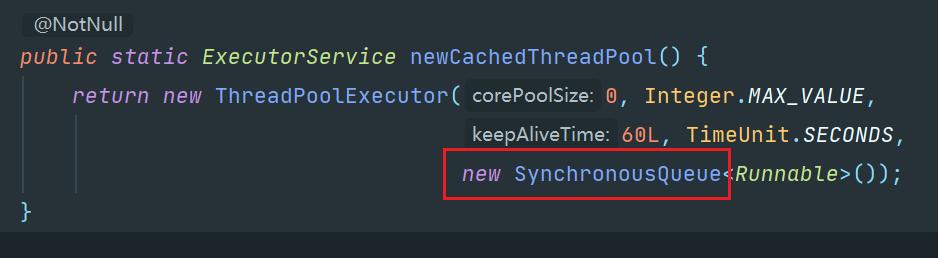 @NotNull
public static ExecutorService newCachedThreadPool() {
return new ThreadPoolExecutor( corePoolSize: 0, Integer.MAX_VALUE,
keepAliveTime: 60L, TimeUnit.SECONDS,
new SynchronousQueue<Runnable>());
}